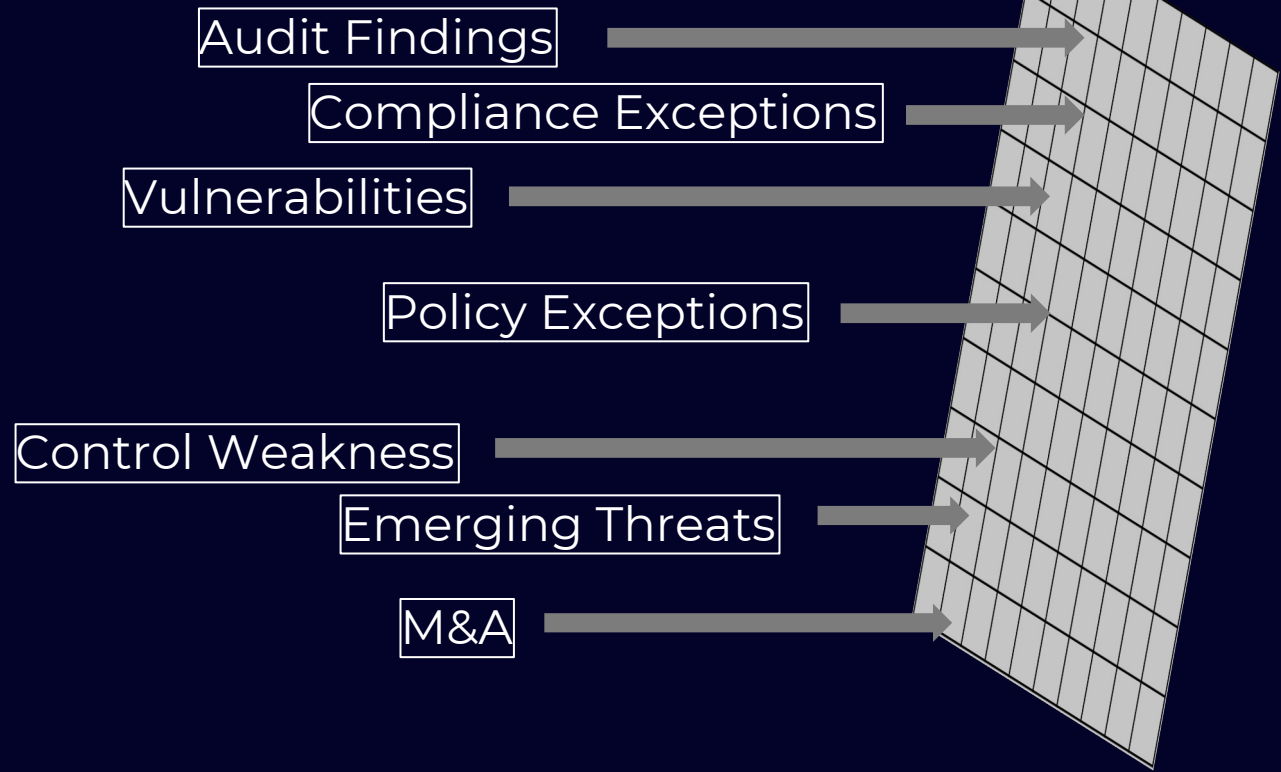 Audit Findings
Compliance Exceptions
Vulnerabilities
Policy Exceptions
Control Weakness
Emerging Threats
M&A